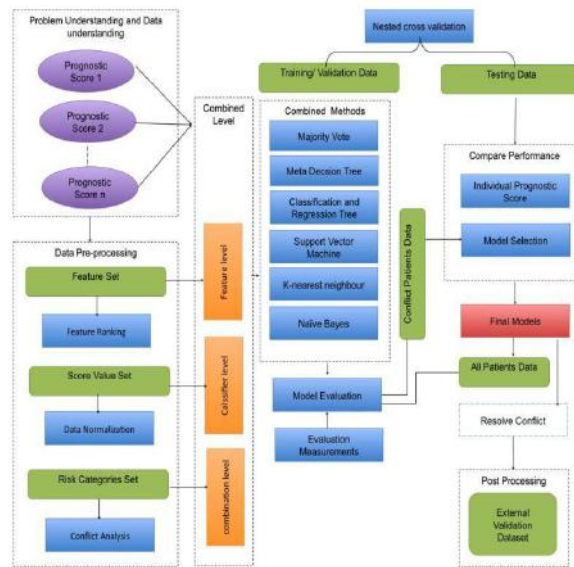 Problem Understanding and Data
understanding
Prognostic
Score 1
Prognostic
Score 2
Prognostic
Score n
Data Pre-processing
Feature Set
Feature Ranking
Score Value Set
Data Normalization
Risk Categories Set
Conflict Analysis
Combined
Level
Feature level
Calssifier level
combination level
Nested cross validation
Training/ Validation Data
Testing Data
Combined Methods
Majority Vote
Meta Decsion Tree
Classification and
Regression Tree
Support Vector
Machine
K-nearest neighbour
Naïve Bayes
Model Evaluation
Evaluation
Measurements
Conflict Patients Data
Compare Performance
Individual Prognostic
Score
Model Selection
Final Models
All Patients Data
Resolve Conflict
Post Processing
External
Validation
Dataset